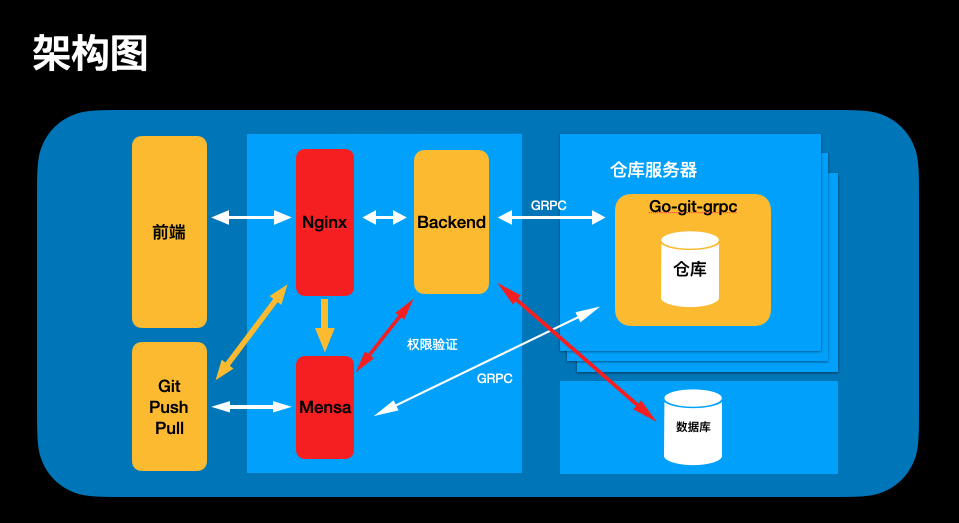 架构图
前端
Nginx
Backend
GRPC
仓库服务器
Go-git-grpc
仓库
Git
Push
Pull
Mensa
权限验证
GRPC
数据库